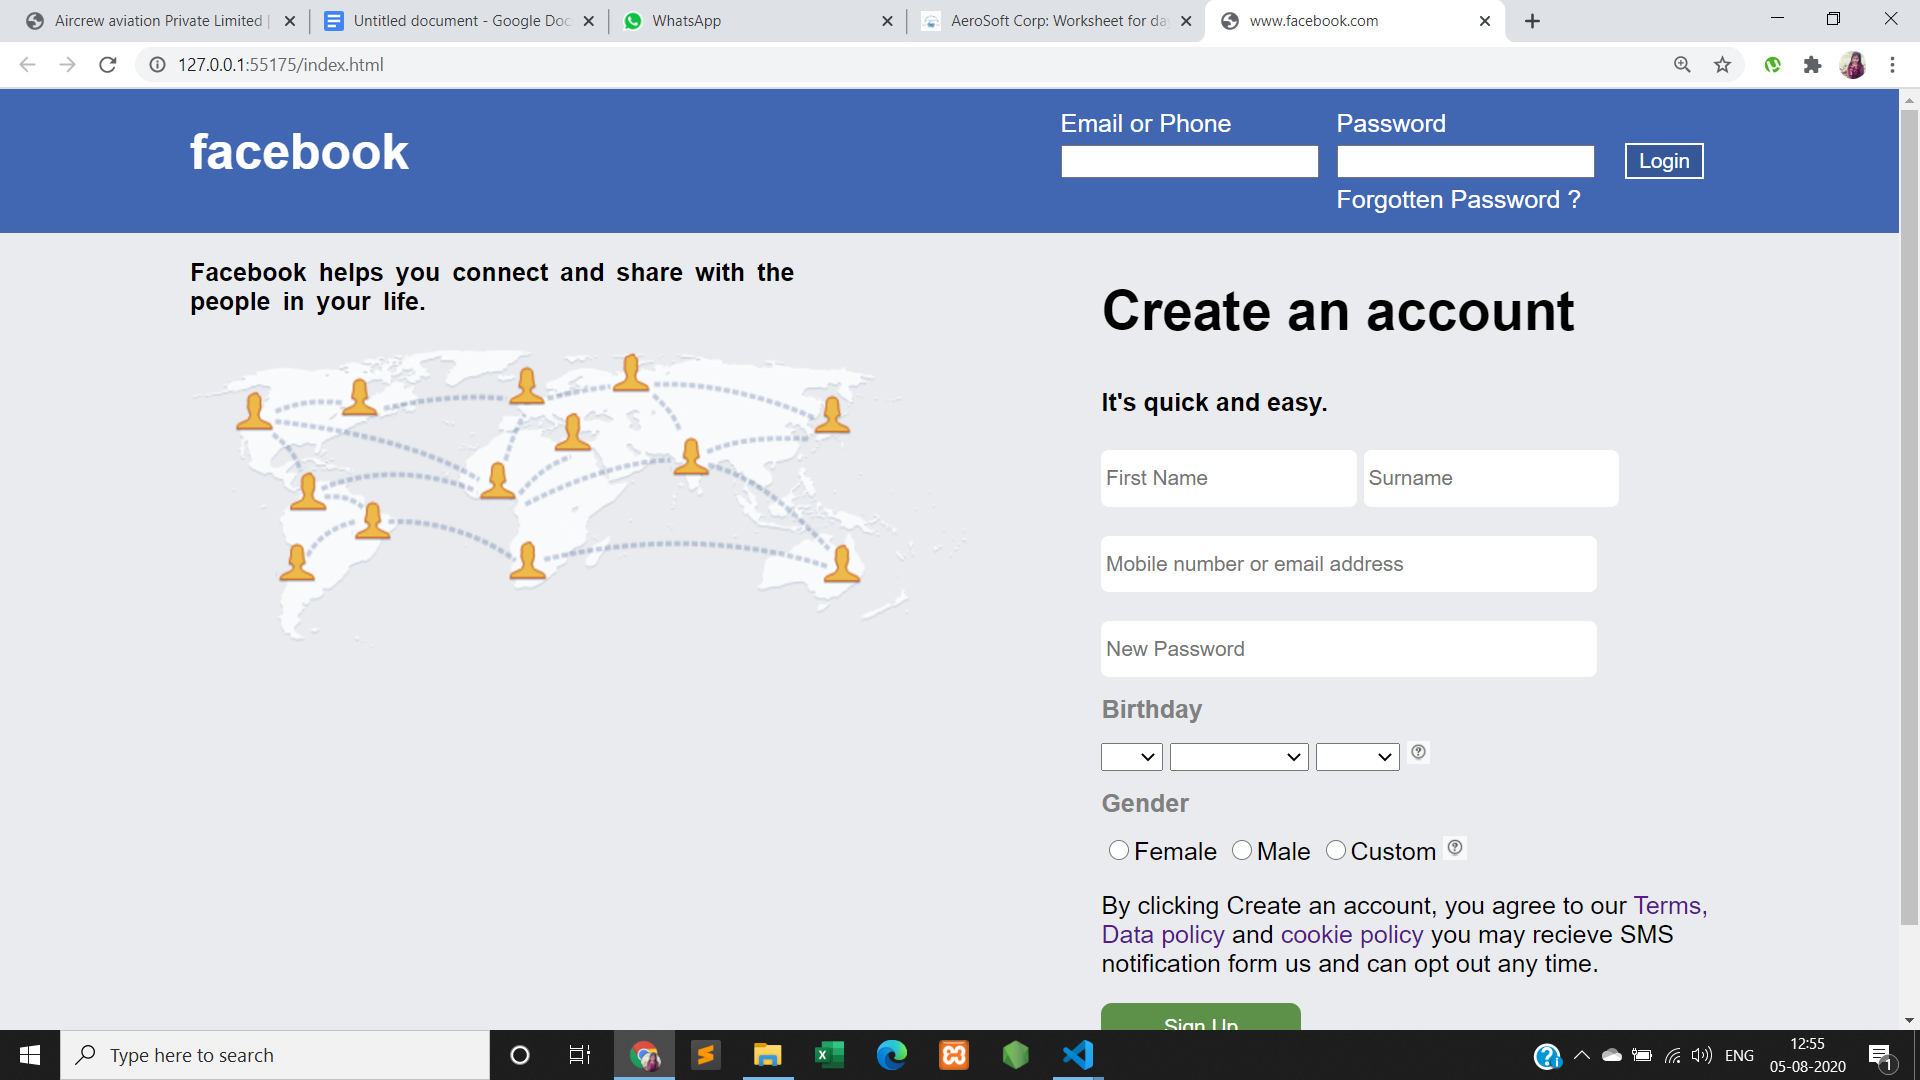 Aircrew aviation Private Limited |
Untitled document - Google Doc
WhatsApp
AeroSoft Corp: Worksheet for da
www.facebook.com
127.0.0.1:55175/index.html
facebook
Email or Phone
Password
Login
Forgotten Password ?
Facebook helps you connect and share with the
people in your life.
Create an account
It's quick and easy.
First Name
Surname
Mobile number or email address
New Password
Birthday
Gender
Female
Male
Custom
By clicking Create an account, you agree to our Terms,
Data policy and cookie policy you may recieve SMS
notification form us and can opt out any time.
Sign Up
Type here to search
ENG
12:55
05-08-2020
1